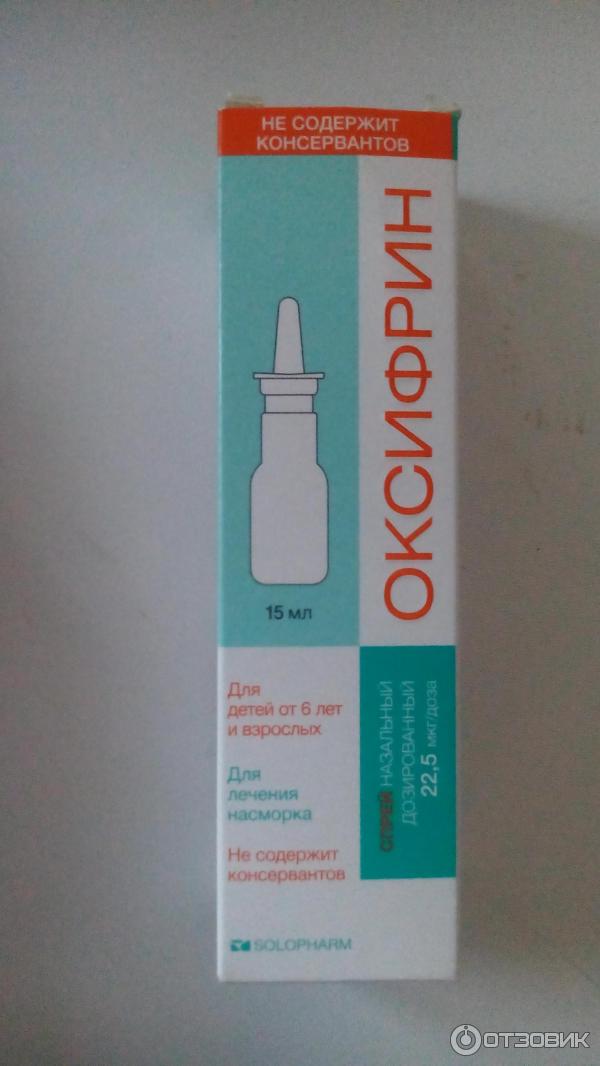 НЕ СОДЕРЖИТ
КОНСЕРВАНТОВ
ОКСИФРИН
15 мл
Для
детей от 6 лет
и взрослых
Для
лечения
насморка
Не содержит
консервантов
СПРЕЙ НАЗАЛЬНЫЙ
ДОЗИРОВАННЫЙ
22,5 мкг/доза
SOLOPHARM
ОТЗОВИК